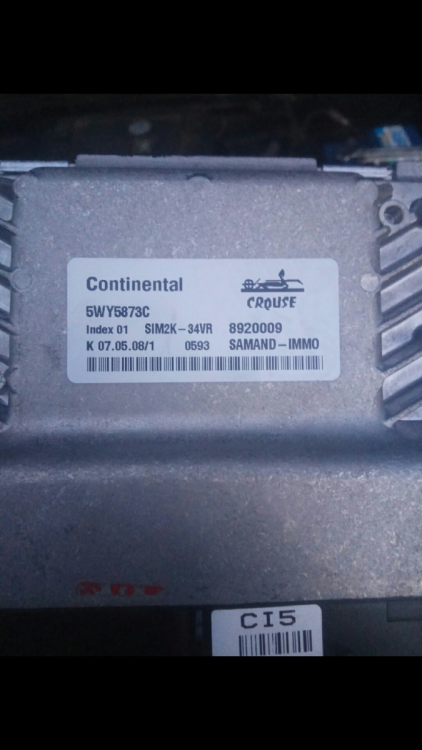 Continental
CROUSE
5WY5873C
Index 01 SIM2K-34VR 8920009
K 07.05.08/1 0593 SAMAND-IMMO
CI5